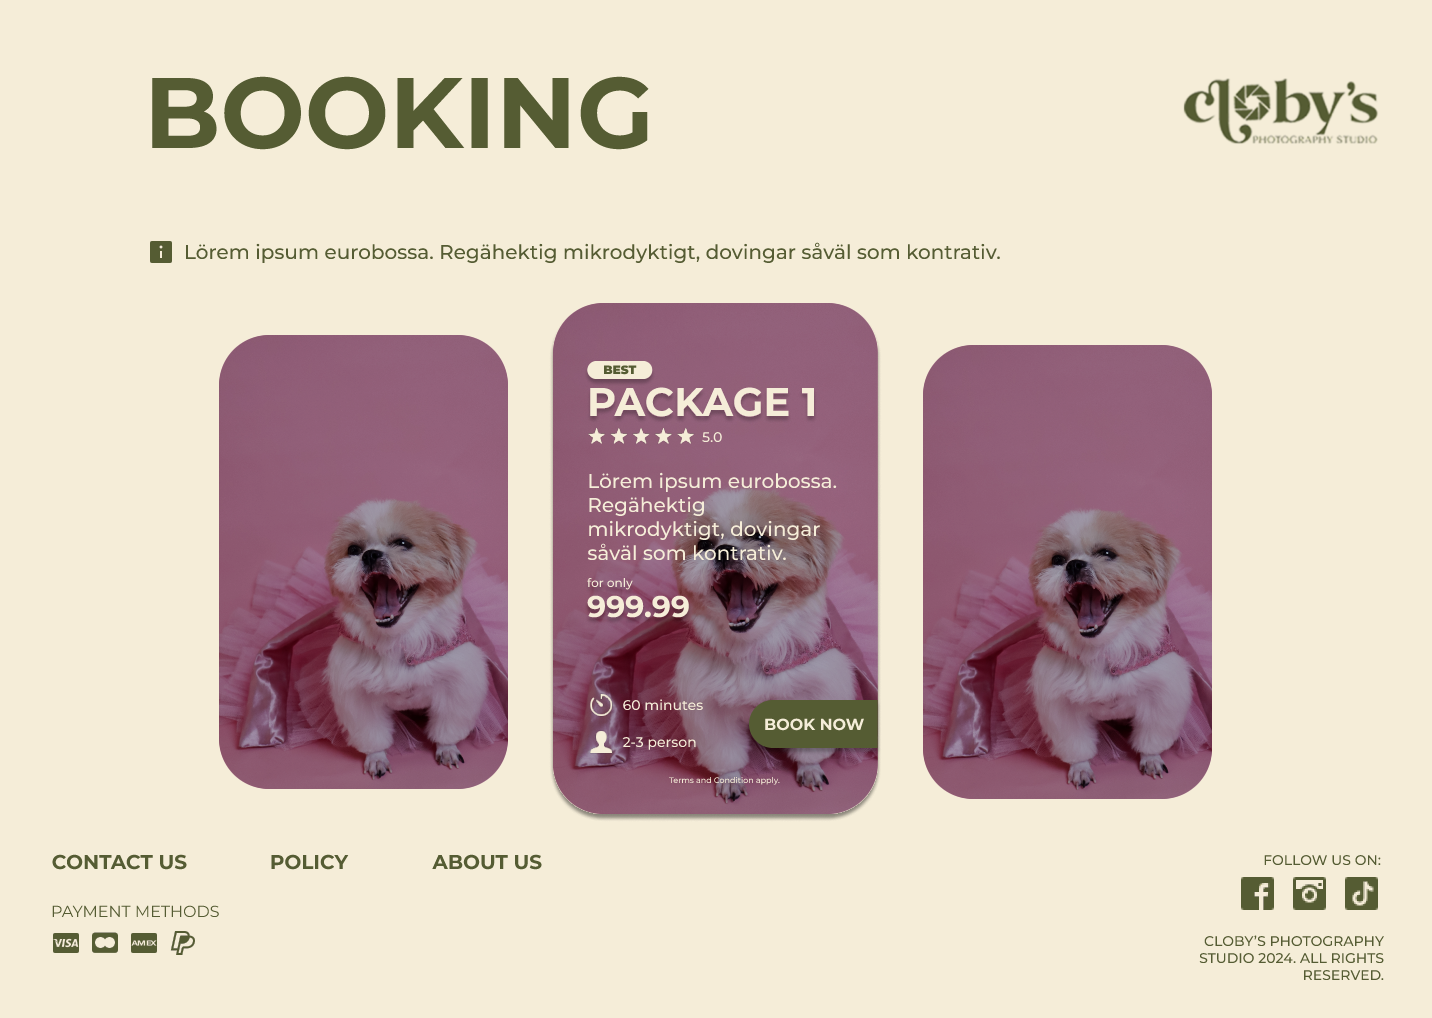 BOOKING
cloby's
PHOTOGRAPHY STUDIO
i Lörem ipsum eurobossa. Regähektig mikrodyktigt, dovingar såväl som kontrativ.
BEST
PACKAGE 1
5.0
Lörem ipsum eurobossa.
Regähektig
mikrodyktigt, dovingar
såväl som kontrativ.
for only
999.99
60 minutes
BOOK NOW
2-3 person
Terms and Condition apply.
CONTACT US POLICY ABOUT US
FOLLOW US ON:
PAYMENT METHODS
VISA AMEX
CLOBY'S PHOTOGRAPHY
STUDIO 2024. ALL RIGHTS
RESERVED.